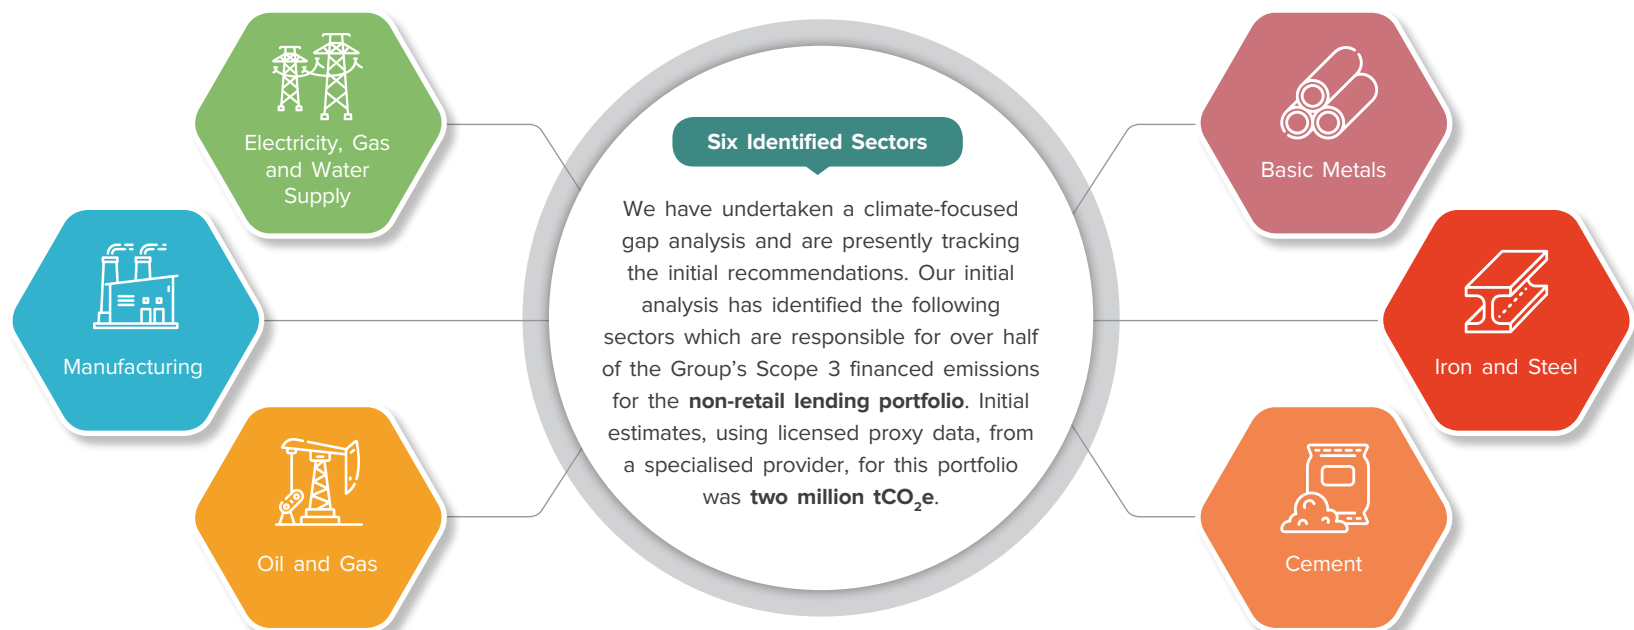 Electricity, Gas
and Water
Supply
Manufacturing
Oil and Gas
Six Identified Sectors
We have undertaken a climate-focused
gap analysis and are presently tracking
the initial recommendations. Our initial
analysis has identified the following
sectors which are responsible for over half
of the Group’s Scope 3 financed emissions
for the non-retail lending portfolio. Initial
estimates, using licensed proxy data, from
a specialised provider, for this portfolio
was two million tCO₂e.
Basic Metals
Iron and Steel
Cement